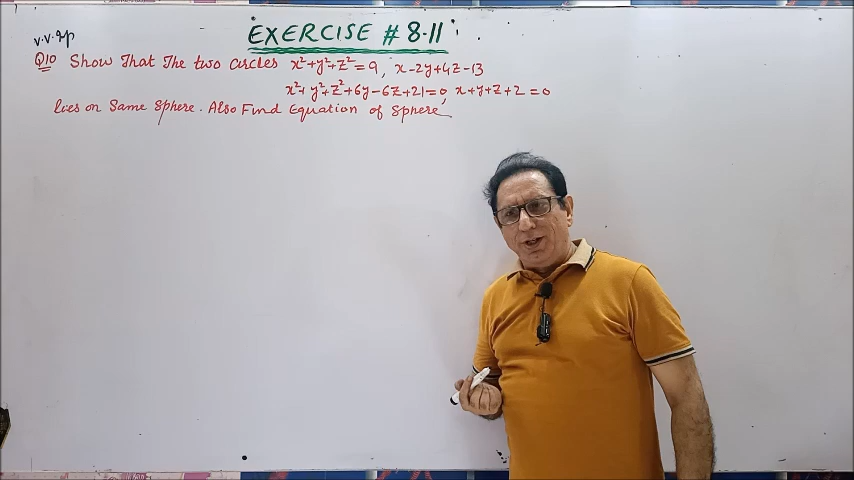 EXERCISE # 8.11
v.v.Ip
Q10 Show That The two circles x²+y²+z²=9, x-2y+4z-13
x²+y²+z²+6y-6z+21=0, x+y+z+2=0
lies on Same Sphere. Also Find Equation of Sphere